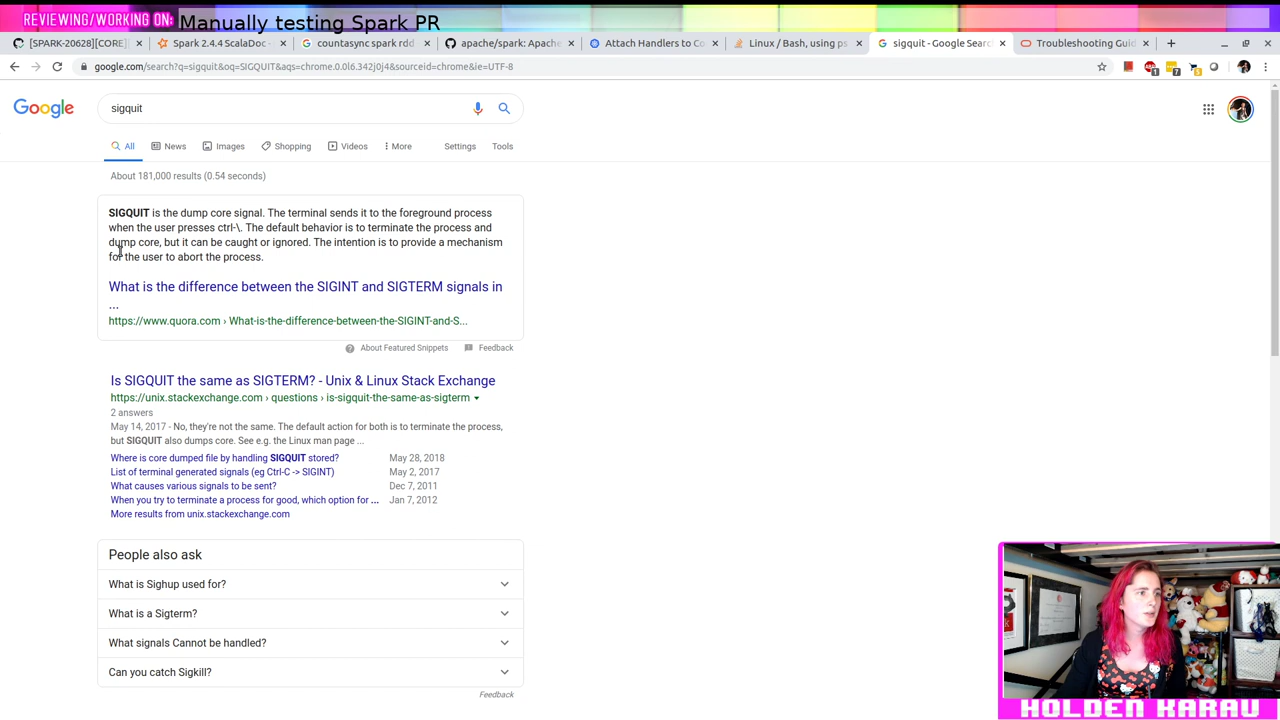 REVIEWING/WORKING ON: Manually testing Spark PR
[SPARK-20628][CORE]
Spark 2.4.4 ScalaDoc -
countasync spark rdd
apache/spark: Apache
Attach Handlers to Co
Linux / Bash, using ps
sigquit - Google Search
Troubleshooting Guid
google.com/search?q=sigquit&oq=SIGQUIT&aqs=chrome.0.0l6.342j0j4&sourceid=chrome&ie=UTF-8
1
7
5
Google
sigquit
All
News
Images
Shopping
Videos
More
Settings
Tools
About 181,000 results (0.54 seconds)
SIGQUIT is the dump core signal. The terminal sends it to the foreground process
when the user presses ctrl-\. The default behavior is to terminate the process and
dump core, but it can be caught or ignored. The intention is to provide a mechanism
for the user to abort the process.
What is the difference between the SIGINT and SIGTERM signals in
...
https://www.quora.com › What-is-the-difference-between-the-SIGINT-and-S...
About Featured Snippets
Feedback
Is SIGQUIT the same as SIGTERM? - Unix & Linux Stack Exchange
https://unix.stackexchange.com › questions › is-sigquit-the-same-as-sigterm
2 answers
May 14, 2017 - No, they're not the same. The default action for both is to terminate the process,
but SIGQUIT also dumps core. See e.g. the Linux man page ...
Where is core dumped file by handling SIGQUIT stored? May 28, 2018
List of terminal generated signals (eg Ctrl-C -> SIGINT) May 2, 2017
What causes various signals to be sent? Dec 7, 2011
When you try to terminate a process for good, which option for ... Jan 7, 2012
More results from unix.stackexchange.com
People also ask
What is Sighup used for?
What is a Sigterm?
What signals Cannot be handled?
Can you catch Sigkill?
Feedback
HOLDEN KARAU